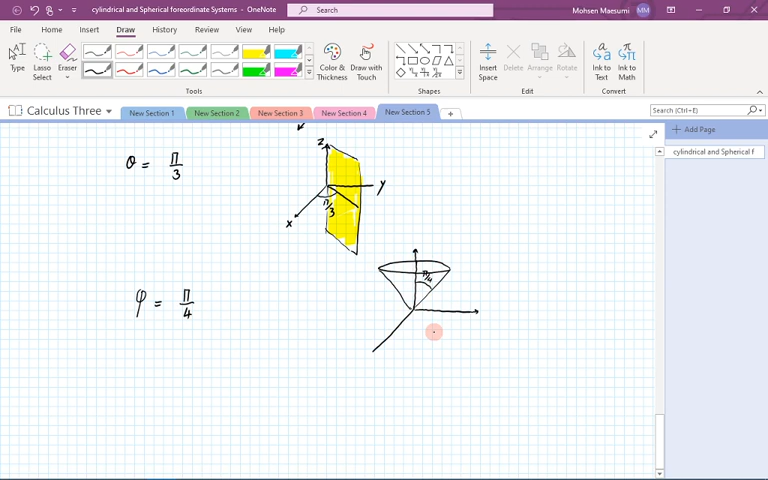 cylindrical and Spherical foreordinate Systems - OneNote
Search
Mohsen Maesumi
MM
File
Home
Insert
Draw
History
Review
View
Help
Type
Lasso Select
Eraser
Color & Thickness
Draw with Touch
Insert Space
Delete
Arrange
Rotate
Ink to Text
Ink to Math
Tools
Shapes
Edit
Convert
Calculus Three
New Section 1
New Section 2
New Section 3
New Section 4
New Section 5
+
Search (Ctrl+E)
+ Add Page
cylindrical and Spherical f
z
θ = π/3
y
π/3
x
π/4
φ = π/4